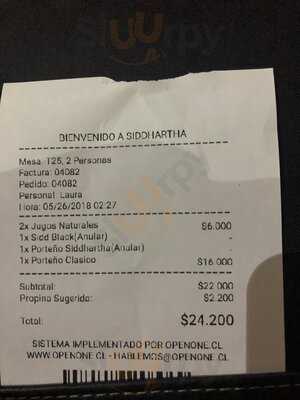 sluurpy
BIENVENIDO A SIDDHARTHA
Mesa: T25, 2 Personas
Factura: 04082
Pedido: 04082
Personal: Laura
Hora: 05/26/2018 02:27
2x Jugos Naturales $6.000
1x Sidd Black(Anular) -
1x Porteño Siddhartha(Anular) -
1x Porteño Clasico $16.000
Subtotal: $22.000
Propina Sugerida: $2.200
Total: $24.200
SISTEMA IMPLEMENTADO POR OPENONE.CL
WWW.OPENONE.CL - HABLEMOS@OPENONE.CL